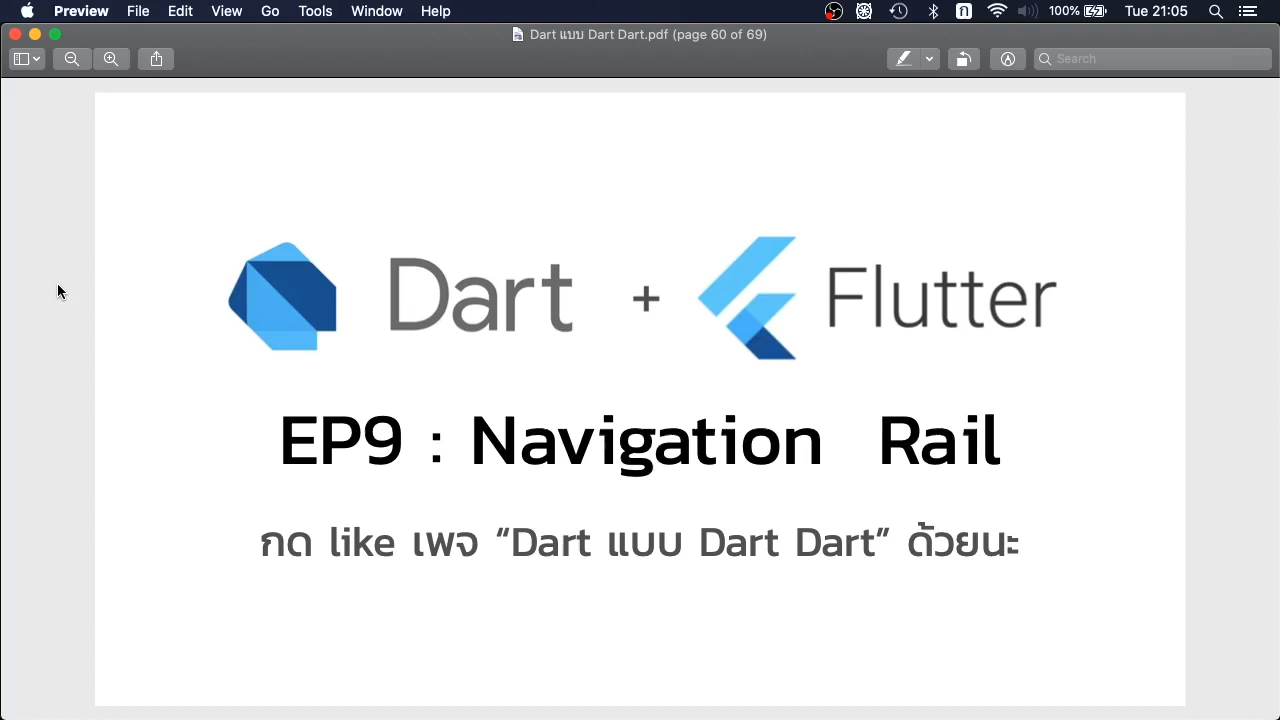 Preview File Edit View Go Tools Window Help ก 100% Tue 21:05
Dart แบบ Dart Dart.pdf (page 60 of 69)
Search
Dart + Flutter
EP9 : Navigation Rail
กด like เพจ “Dart แบบ Dart Dart” ด้วยนะ